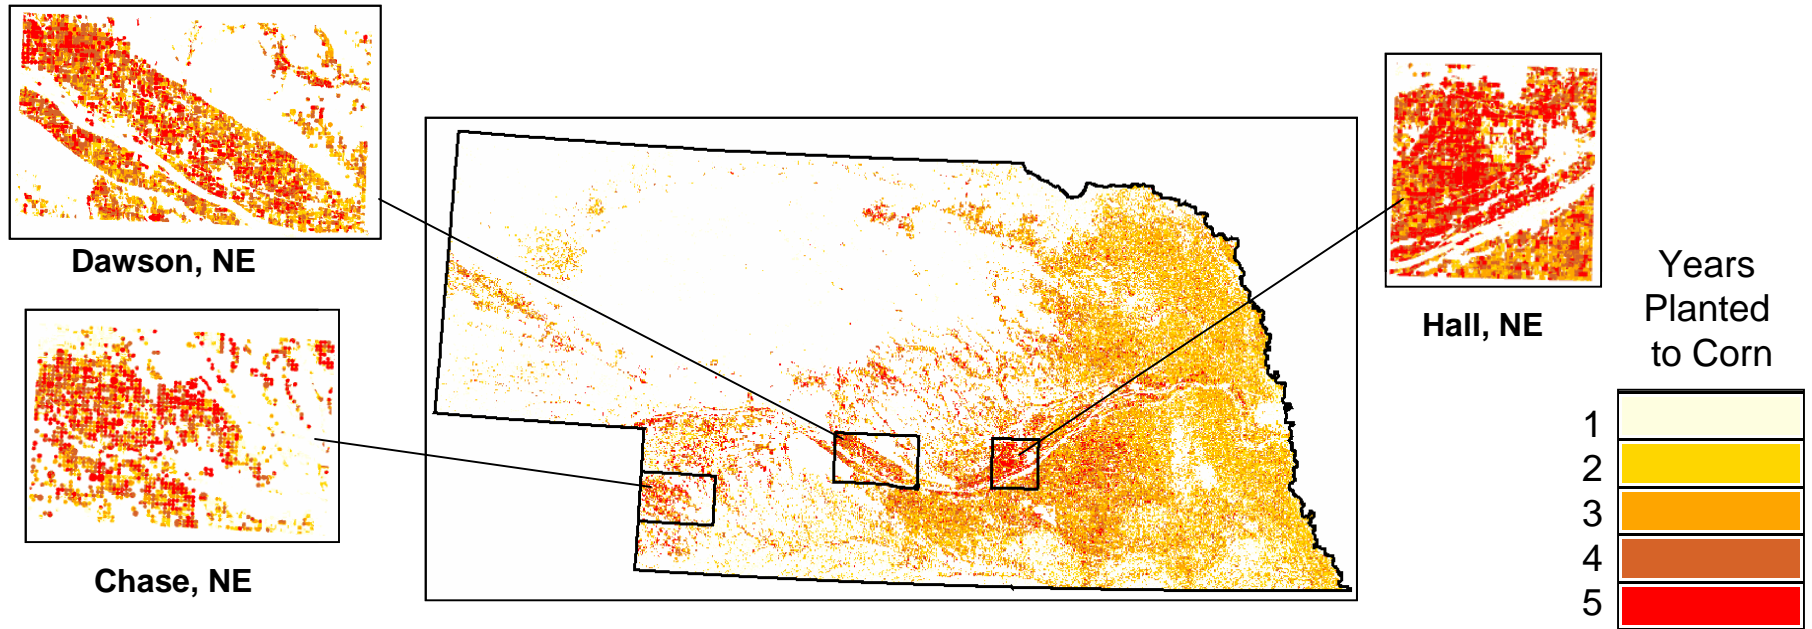 Dawson, NE
Chase, NE
Hall, NE
Years
Planted
to Corn
1
2
3
4
5